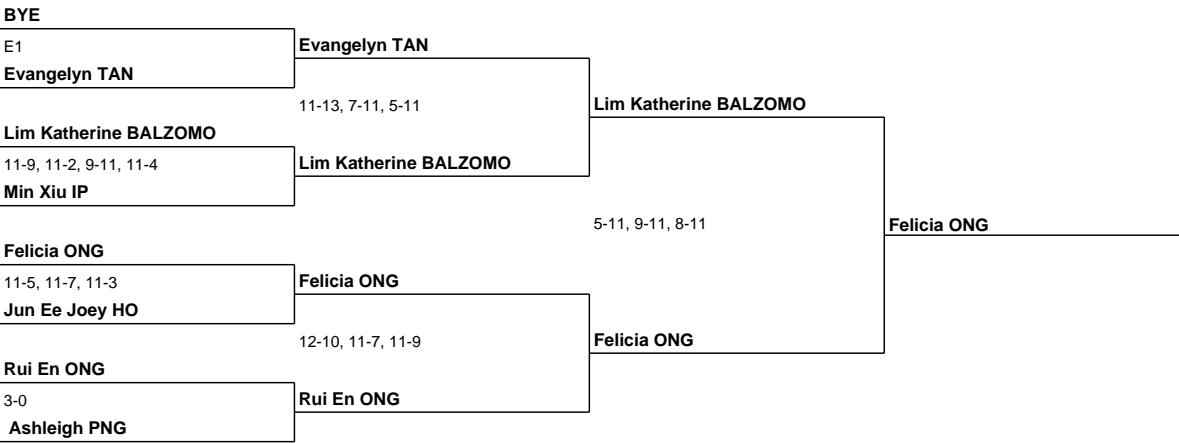 BYE
E1
Evangelyn TAN
Evangelyn TAN
11-13, 7-11, 5-11
Lim Katherine BALZOMO
Lim Katherine BALZOMO
11-9, 11-2, 9-11, 11-4
Lim Katherine BALZOMO
Min Xiu IP
5-11, 9-11, 8-11
Felicia ONG
Felicia ONG
11-5, 11-7, 11-3
Felicia ONG
Jun Ee Joey HO
12-10, 11-7, 11-9
Felicia ONG
Rui En ONG
3-0
Rui En ONG
Ashleigh PNG